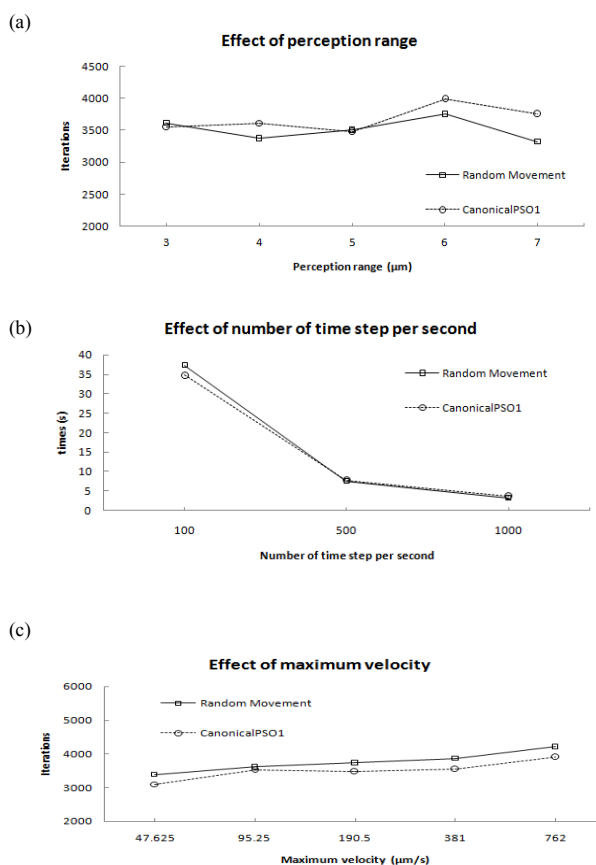 (a)
Effect of perception range
4500
4000
3500
3000
2500
2000
Iterations
Random Movement
CanonicalPSO1
3 4 5 6 7
Perception range (µm)
(b)
Effect of number of time step per second
40
35
30
25
20
15
10
5
0
times (s)
Random Movement
CanonicalPSO1
100 500 1000
Number of time step per second
(c)
Effect of maximum velocity
6000
5000
4000
3000
2000
Iterations
Random Movement
CanonicalPSO1
47.625 95.25 190.5 381 762
Maximum velocity (µm/s)